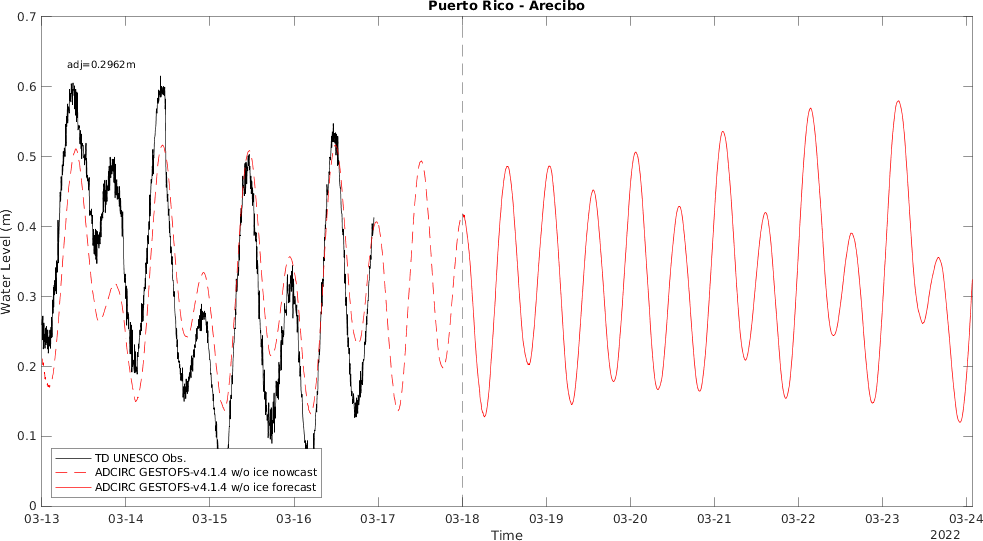 Puerto Rico - Arecibo
0.7
0.6
0.5
0.4
0.3
0.2
0.1
0
Water Level (m)
adj=0.2962m
TD UNESCO Obs.
ADCIRC GESTOFS-v4.1.4 w/o ice nowcast
ADCIRC GESTOFS-v4.1.4 w/o ice forecast
03-13 03-14 03-15 03-16 03-17 03-18 03-19 03-20 03-21 03-22 03-23 03-24
Time
2022